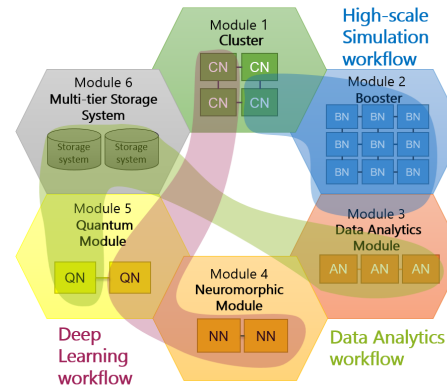 Module 1
Cluster
CN CN
CN CN
High-scale
Simulation
workflow
Module 2
Booster
BN BN BN
BN BN BN
BN BN BN
Module 6
Multi-tier Storage
System
Storage system
Storage system
Module 5
Quantum
Module
QN QN
Module 3
Data Analytics
Module
AN AN AN
Module 4
Neuromorphic
Module
NN NN
Deep
Learning
workflow
Data Analytics
workflow